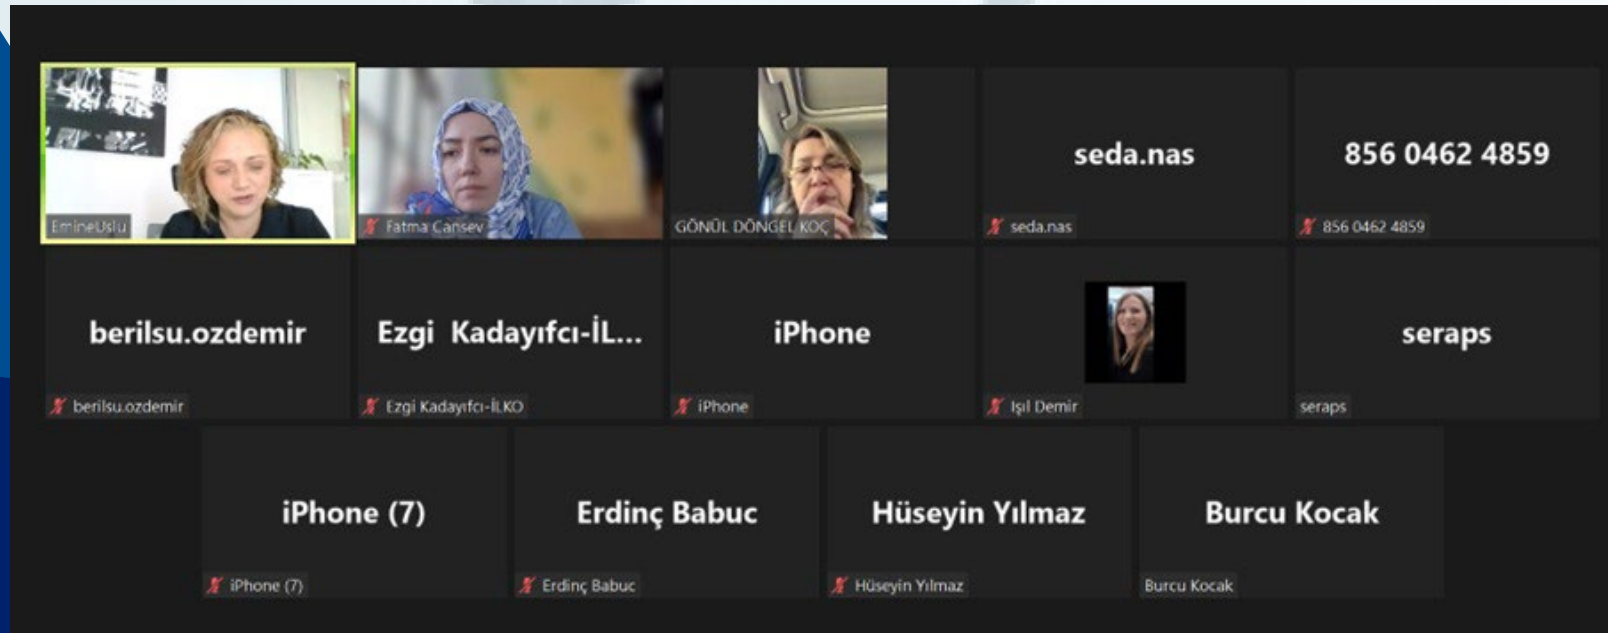 EmineUslu
Fatma Cansev
GÖNÜL DÖNGEL KOÇ
seda.nas
seda.nas
856 0462 4859
856 0462 4859
berilsu.ozdemir
berilsu.ozdemir
Ezgi Kadayıfcı-İL...
Ezgi Kadayıfcı-İLKO
iPhone
iPhone
Işıl Demir
seraps
seraps
iPhone (7)
iPhone (7)
Erdinç Babuc
Erdinç Babuc
Hüseyin Yılmaz
Hüseyin Yılmaz
Burcu Kocak
Burcu Kocak